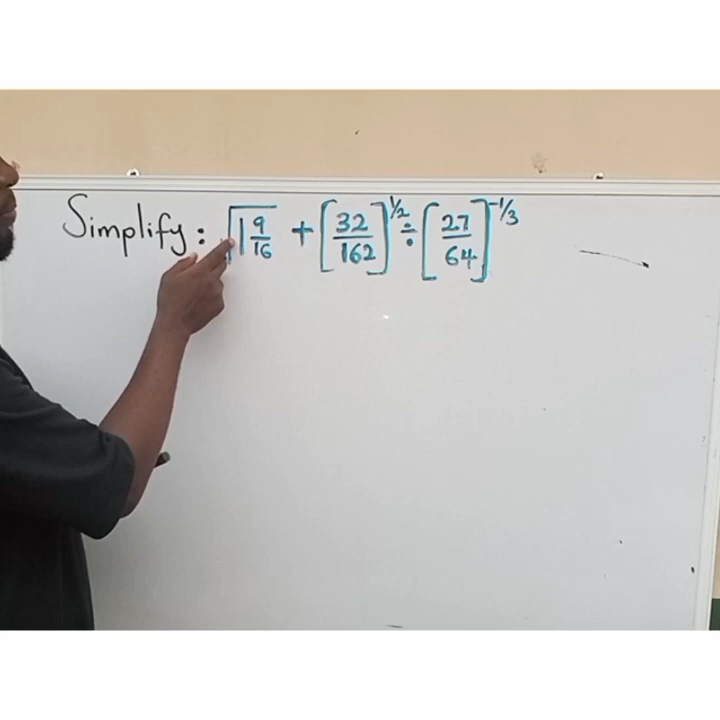 Simplify: √1 9/16 + [32/162]^1/2 ÷ [27/64]^-1/3